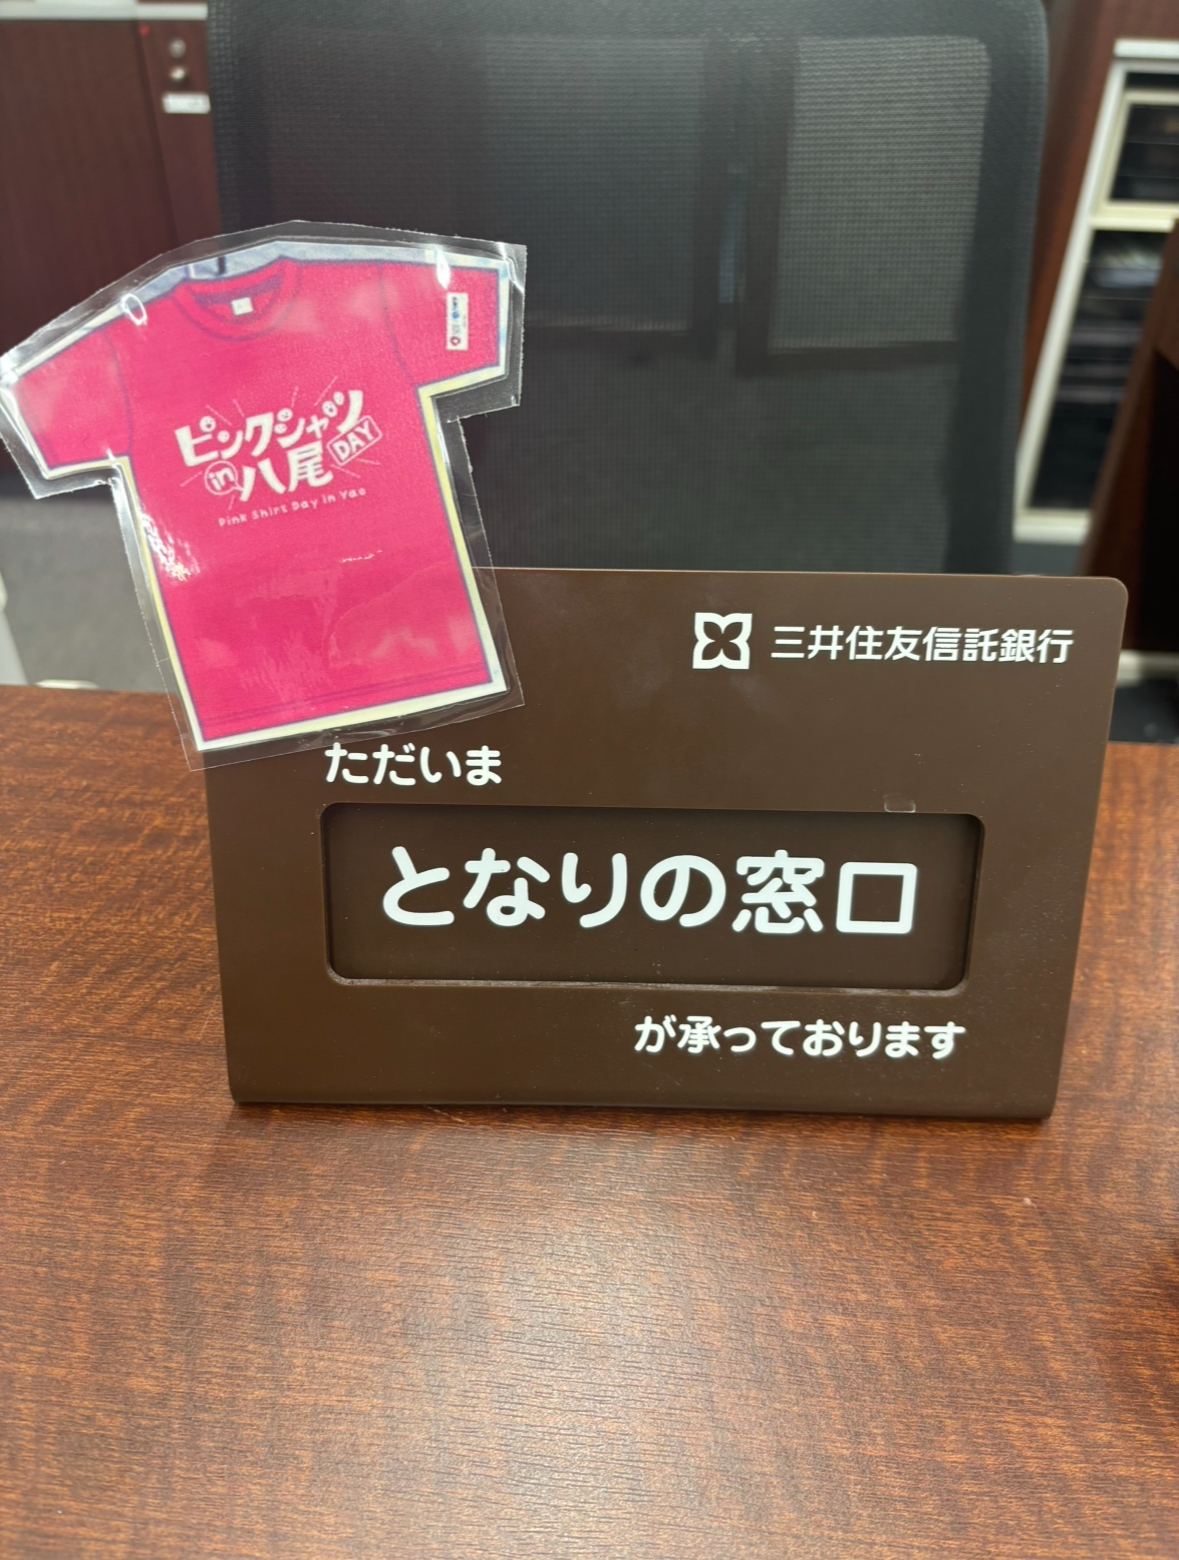 ピンクシャツ
in八尾 DAY
Pink Shirt Day in Yao
三井住友信託銀行
ただいま
となりの窓口
が承っております